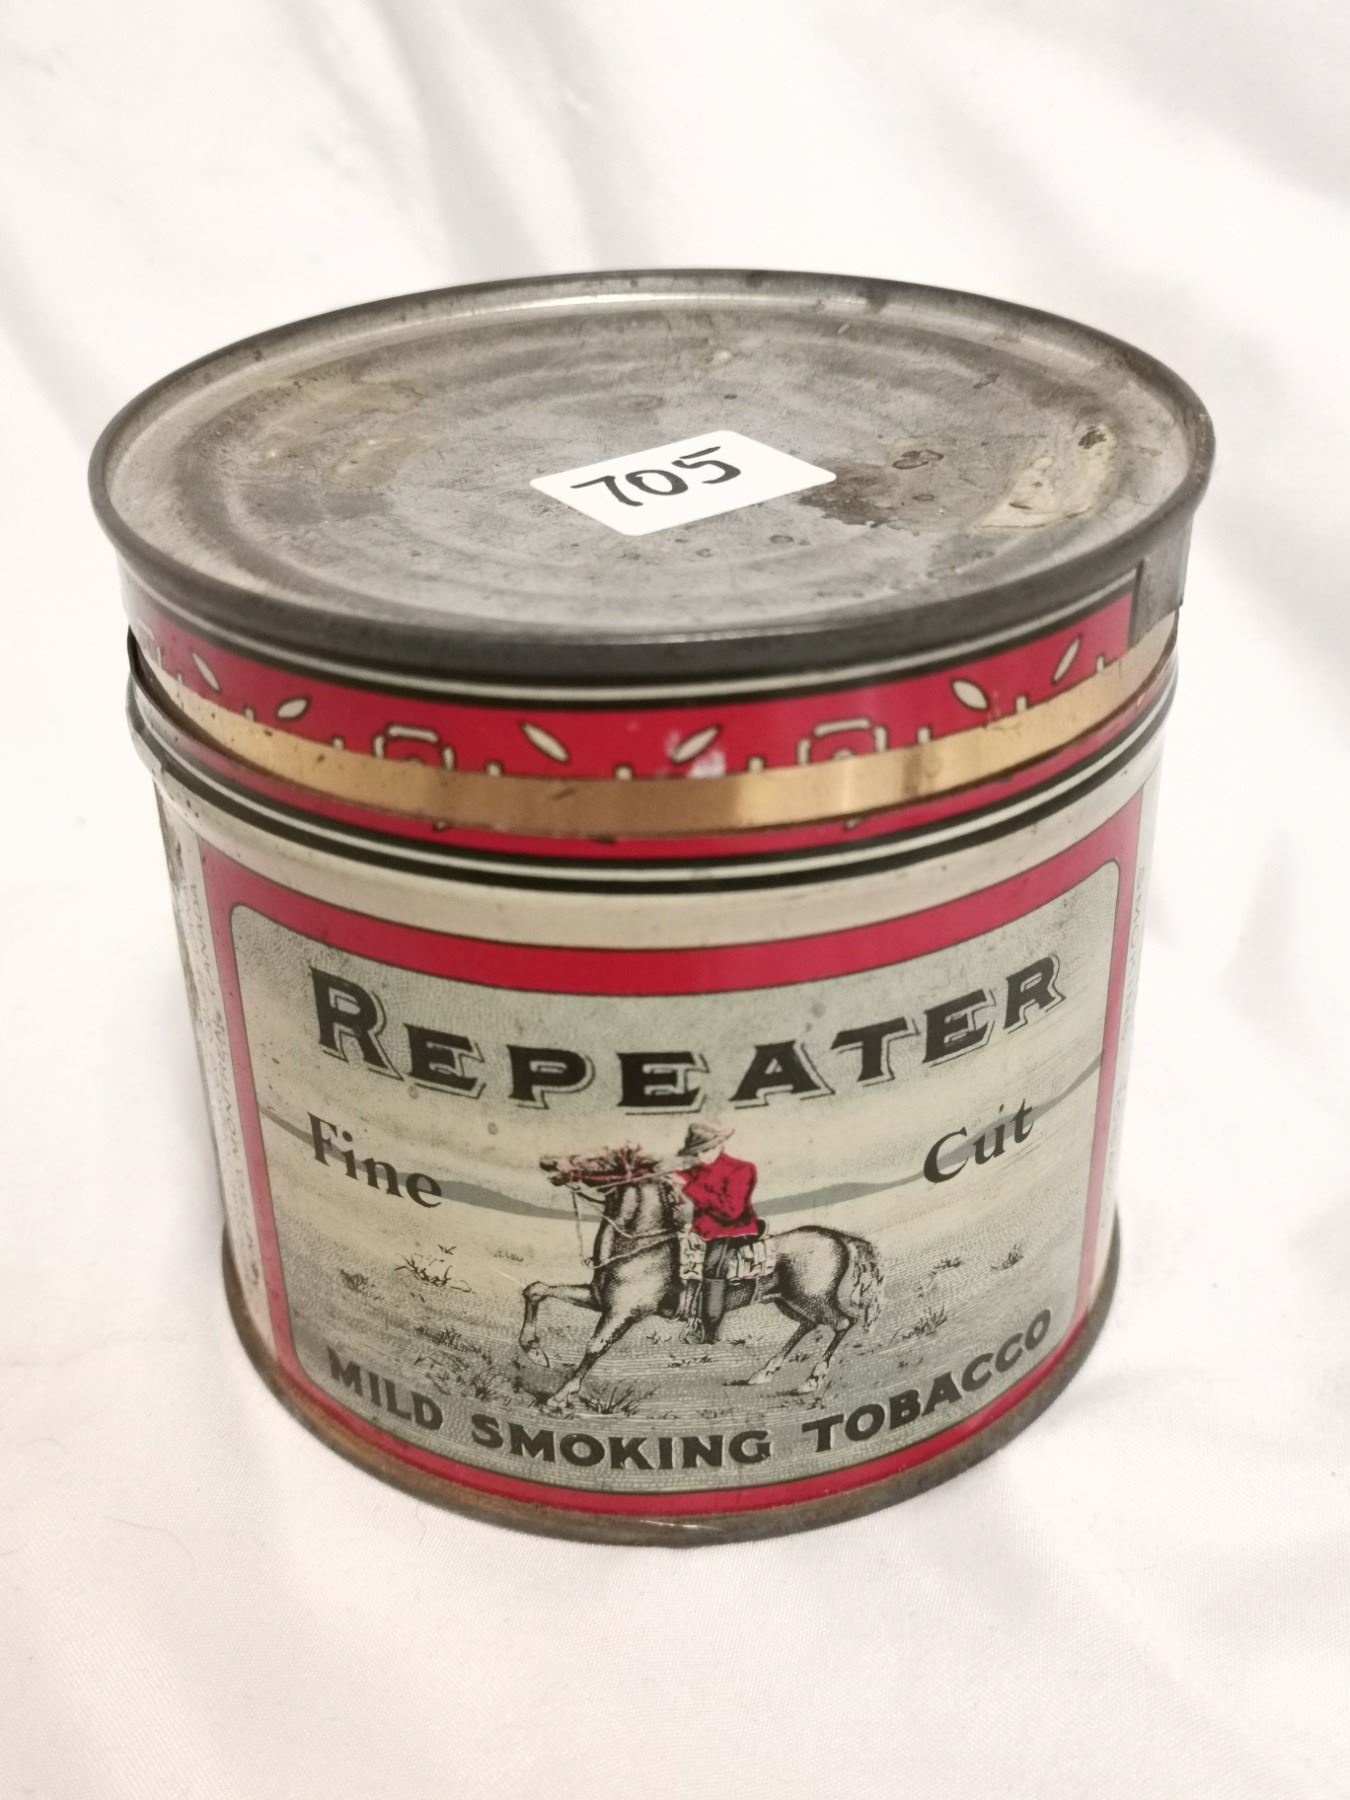 705
REPEATER
Fine Cut
MILD SMOKING TOBACCO